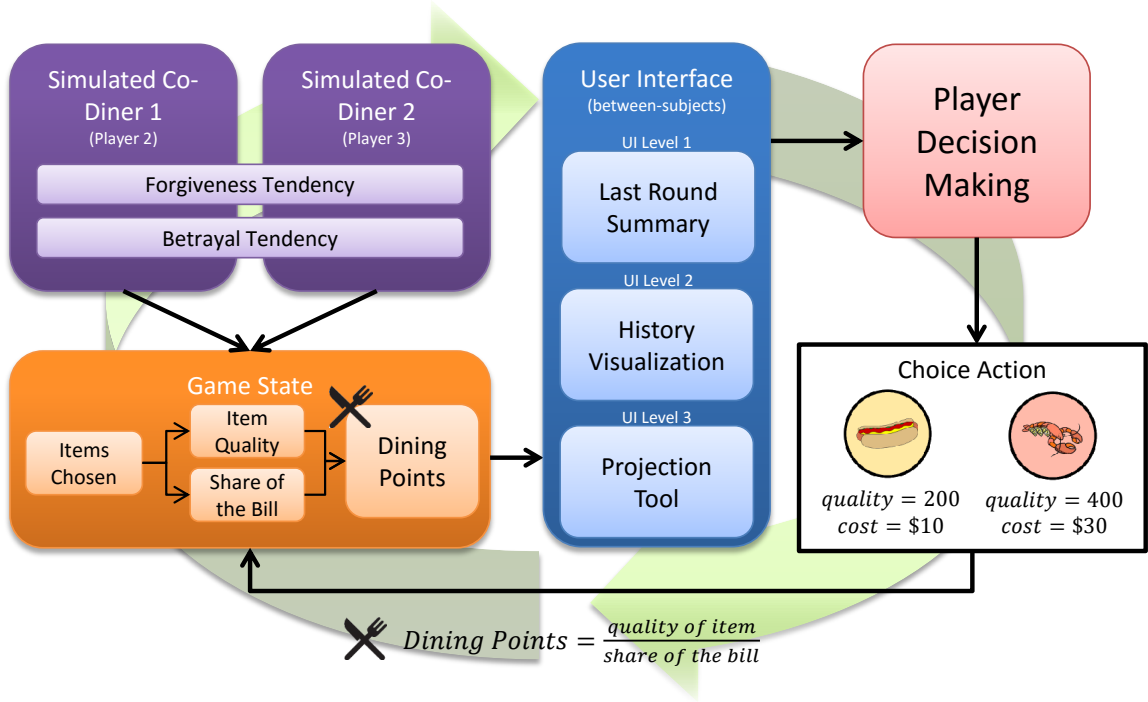 Simulated Co-
Diner 1
(Player 2)
Simulated Co-
Diner 2
(Player 3)
Forgiveness Tendency
Betrayal Tendency
Game State
Items
Chosen
Item
Quality
Share of
the Bill
Dining
Points
User Interface
(between-subjects)
UI Level 1
Last Round
Summary
UI Level 2
History
Visualization
UI Level 3
Projection
Tool
Player
Decision
Making
Choice Action
quality = 200
cost = $10
quality = 400
cost = $30
Dining Points = quality of item / share of the bill